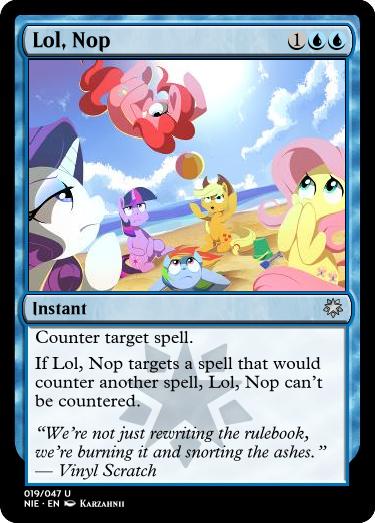 Lol, Nop 1
Instant
Counter target spell.
If Lol, Nop targets a spell that would
counter another spell, Lol, Nop can't
be countered.
“We're not just rewriting the rulebook,
we're burning it and snorting the ashes.”
— Vinyl Scratch
019/047 U
NIE · EN Karzahnii